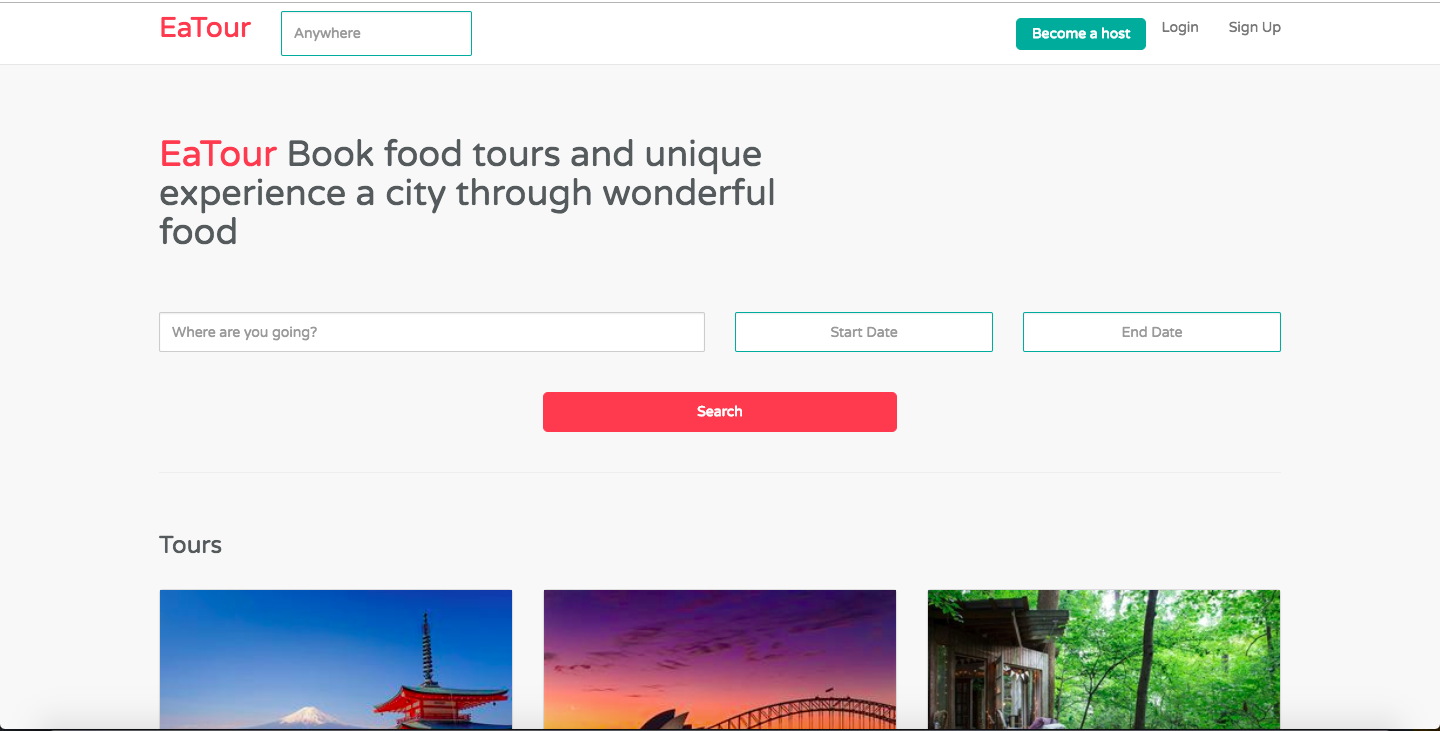 EaTour
Anywhere
Become a host
Login
Sign Up
EaTour Book food tours and unique
experience a city through wonderful
food
Where are you going?
Start Date
End Date
Search
Tours